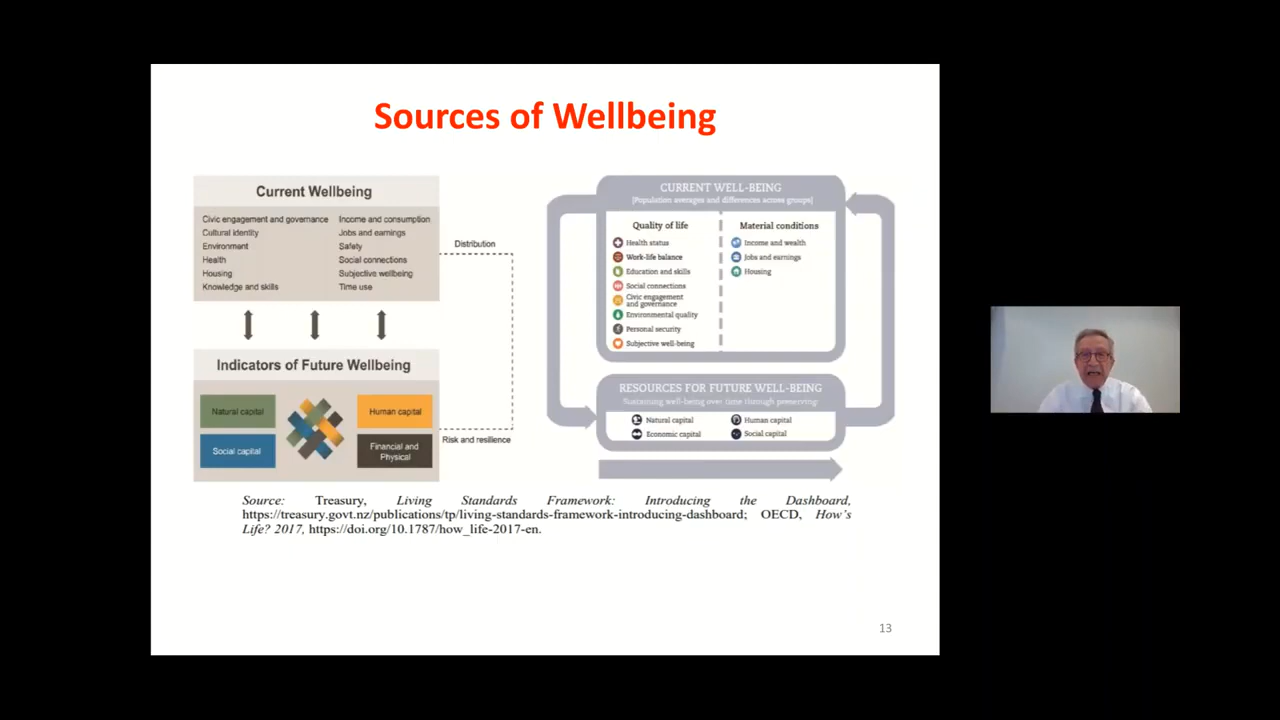 Sources of Wellbeing
Current Wellbeing
Civic engagement and governance
Cultural identity
Environment
Health
Housing
Knowledge and skills
Income and consumption
Jobs and earnings
Safety
Social connections
Subjective wellbeing
Time use
Distribution
Indicators of Future Wellbeing
Natural capital
Human capital
Social capital
Financial and
Physical
Risk and resilience
CURRENT WELL-BEING
[Population averages and differences across groups]
Quality of life
Health status
Work-life balance
Education and skills
Social connections
Civic engagement
and governance
Environmental quality
Personal security
Subjective well-being
Material conditions
Income and wealth
Jobs and earnings
Housing
RESOURCES FOR FUTURE WELL-BEING
Sustaining well-being over time through preserving:
Natural capital
Human capital
Economic capital
Social capital
Source: Treasury, Living Standards Framework: Introducing the Dashboard,
https://treasury.govt.nz/publications/tp/living-standards-framework-introducing-dashboard; OECD, How's
Life? 2017, https://doi.org/10.1787/how_life-2017-en.
13